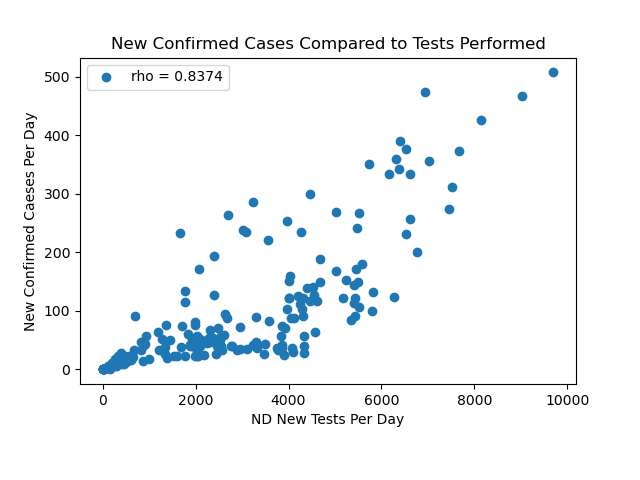 New Confirmed Cases Compared to Tests Performed
rho = 0.8374
500
400
300
200
100
0
New Confirmed Caeses Per Day
0 2000 4000 6000 8000 10000
ND New Tests Per Day